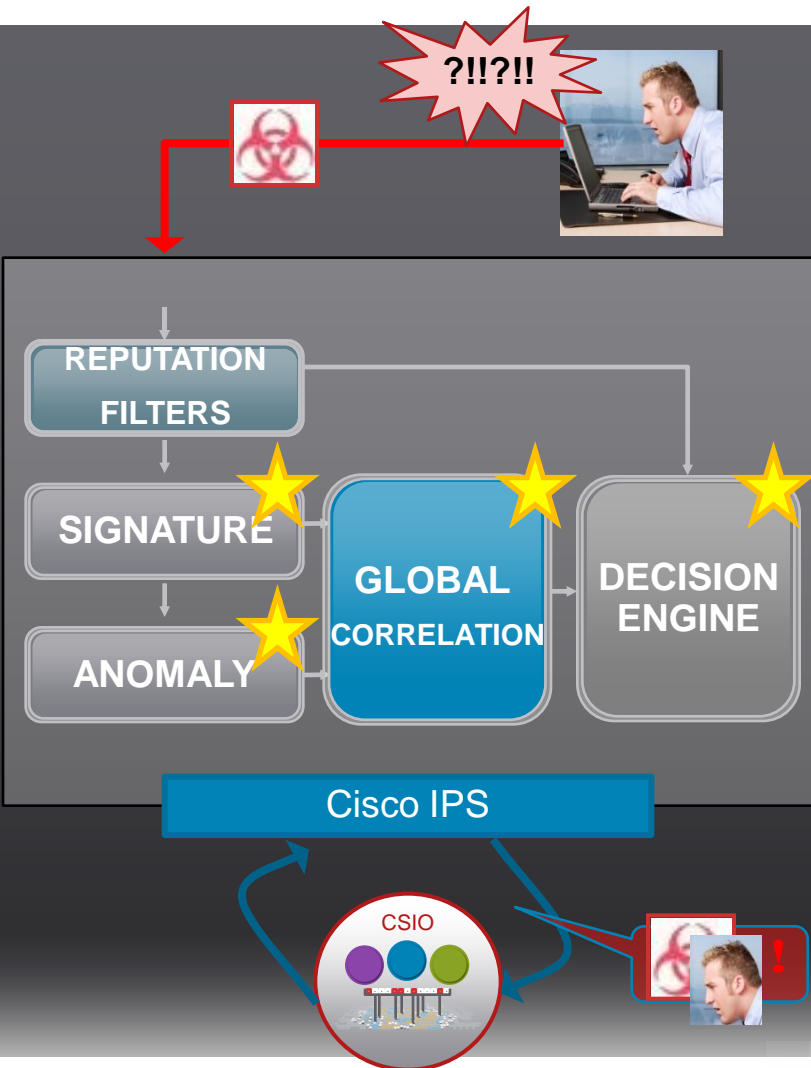 ?!!?!!
REPUTATION
FILTERS
SIGNATURE
GLOBAL
CORRELATION
DECISION
ENGINE
ANOMALY
Cisco IPS
CSIO
!